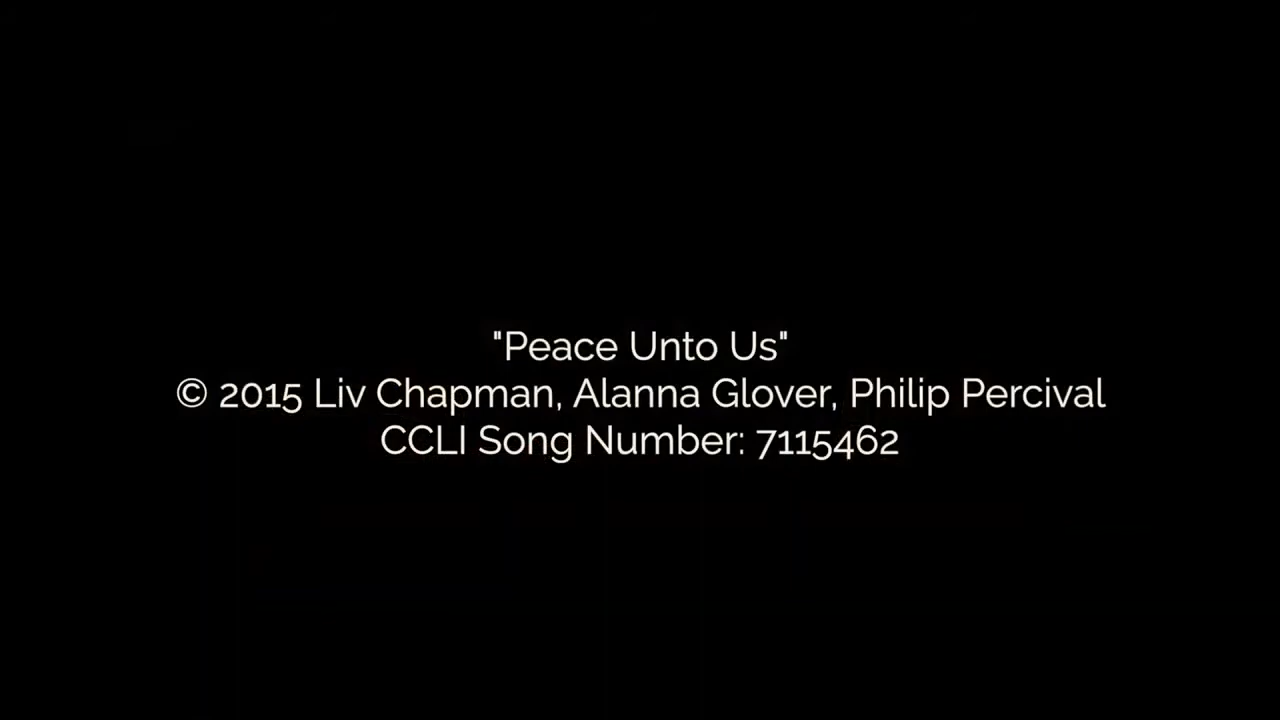 "Peace Unto Us"
© 2015 Liv Chapman, Alanna Glover, Philip Percival
CCLI Song Number: 7115462